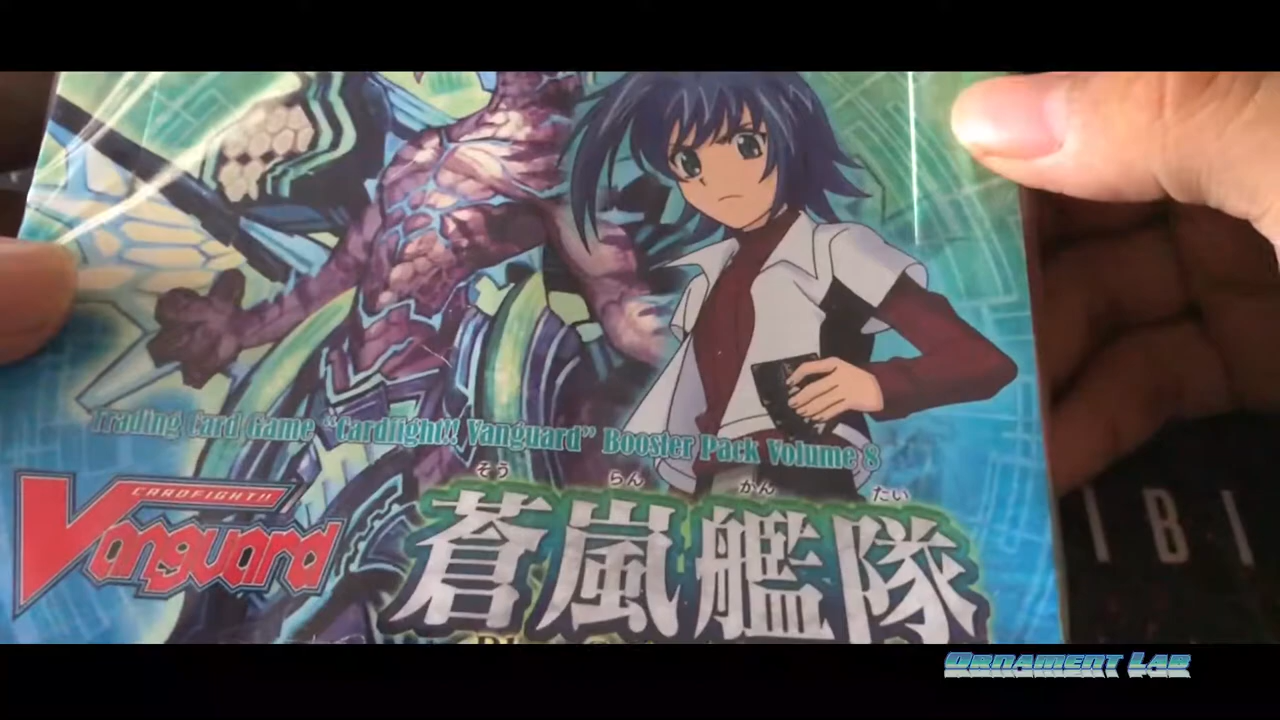 Trading Card Game "Cardfight!! Vanguard" Booster Pack Volume 8
そう らん かん たい
CARDFIGHT!!
Vanguard
蒼嵐艦隊
IBI
Ornament Lab